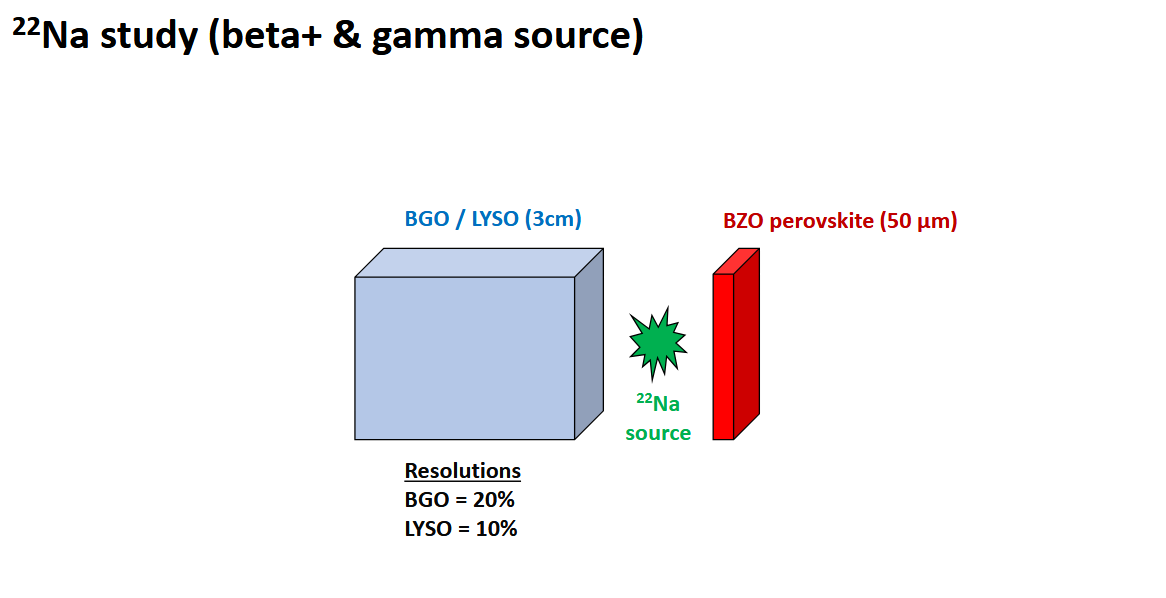 ²²Na study (beta+ & gamma source)
BGO / LYSO (3cm)
BZO perovskite (50 µm)
²²Na
source
Resolutions
BGO = 20%
LYSO = 10%